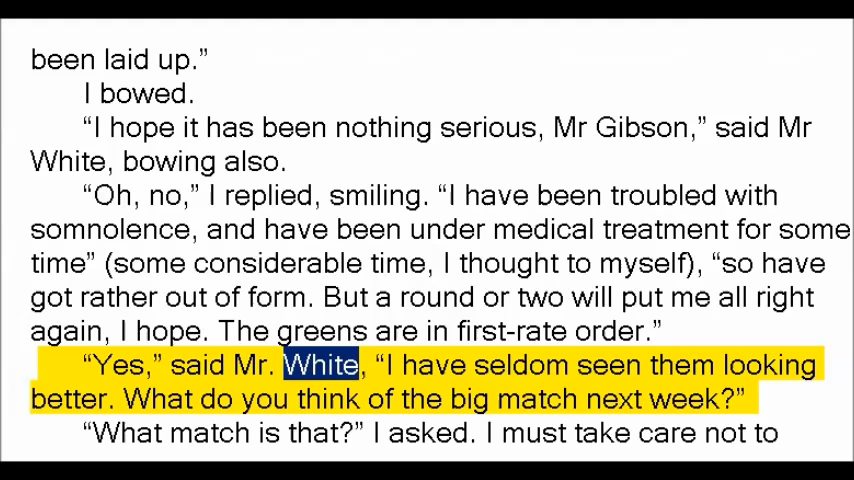 been laid up.”
I bowed.
“I hope it has been nothing serious, Mr Gibson,” said Mr
White, bowing also.
“Oh, no,” I replied, smiling. “I have been troubled with
somnolence, and have been under medical treatment for some
time” (some considerable time, I thought to myself), “so have
got rather out of form. But a round or two will put me all right
again, I hope. The greens are in first-rate order.”
“Yes,” said Mr. White, “I have seldom seen them looking
better. What do you think of the big match next week?”
“What match is that?” I asked. I must take care not to